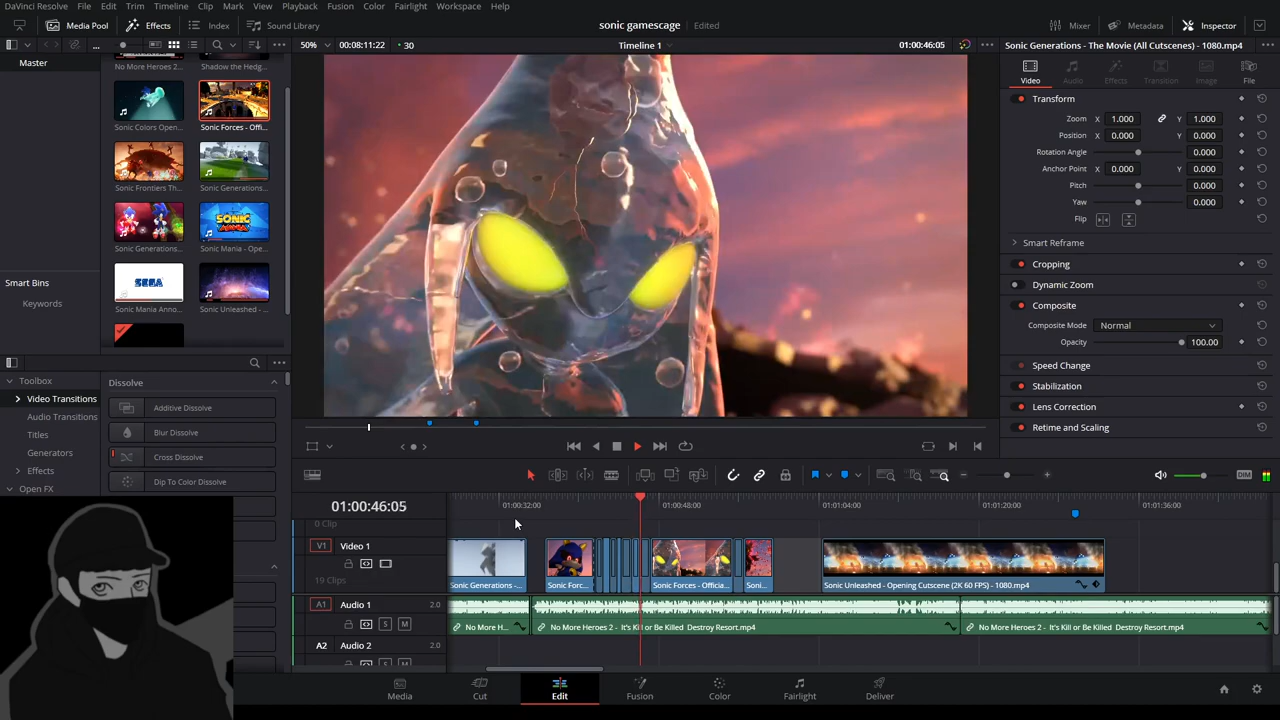 DaVinci Resolve File Edit Trim Timeline Clip Mark View Playback Fusion Color Fairlight Workspace Help
Media Pool Effects Index Sound Library sonic gamescage Edited Mixer Metadata Inspector
... 50% 00:08:11:22 30 Timeline 1 01:00:46:05 Sonic Generations - The Movie (All Cutscenes) - 1080.mp4
Master
No More Heroes 2... Shadow the Hedg...
Sonic Colors Open... Sonic Forces - Offi...
Sonic Frontiers Th... Sonic Generations...
SONIC MANIA
Sonic Generations... Sonic Mania - Ope...
SEGA
Sonic Mania Anno... Sonic Unleashed - ...
Smart Bins
Keywords
Video Audio Effects Transition Image File
Transform
Zoom X 1.000 Y 1.000
Position X 0.000 Y 0.000
Rotation Angle 0.000
Anchor Point X 0.000 Y 0.000
Pitch 0.000
Yaw 0.000
Flip
Smart Reframe
Cropping
Dynamic Zoom
Composite
Composite Mode Normal
Opacity 100.00
Speed Change
Stabilization
Lens Correction
Retime and Scaling
Toolbox
Video Transitions
Audio Transitions
Titles
Generators
Effects
Open FX
Dissolve
Additive Dissolve
Blur Dissolve
Cross Dissolve
Dip To Color Dissolve
DIM
01:00:46:05 01:00:32:00 01:00:48:00 01:01:04:00 01:01:20:00 01:01:36:00
0 Clip
V1 Video 1
19 Clips
Sonic Generations -... Sonic Forc... Sonic Forces - Officia... Soni... Sonic Unleashed - Opening Cutscene (2K 60 FPS) - 1080.mp4
A1 Audio 1 2.0
S M
No More H... No More Heroes 2 - It's Kill or Be Killed Destroy Resort.mp4 No More Heroes 2 - It's Kill or Be Killed Destroy Resort.mp4
A2 Audio 2 2.0
S M
Media Cut Edit Fusion Color Fairlight Deliver